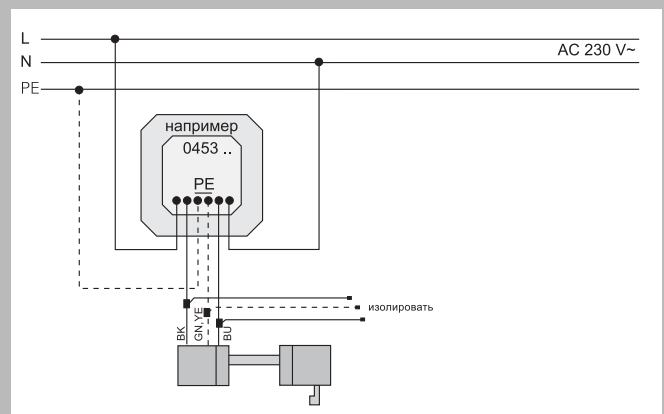 L
AC 230 V~
N
PE
например
0453 ..
PE
изолировать
BK
GN,YE
BU